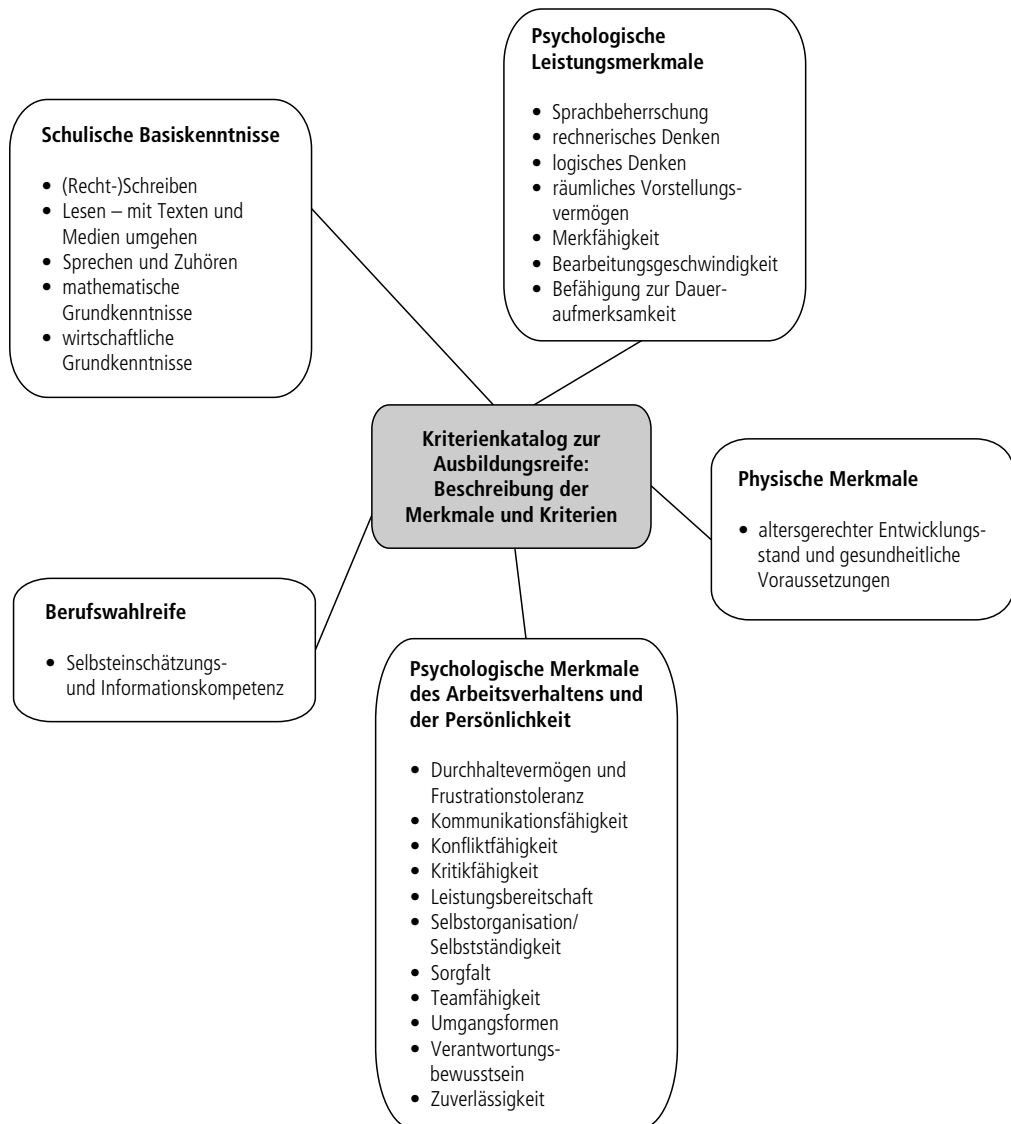 Psychologische
Leistungsmerkmale
• Sprachbeherrschung
• rechnerisches Denken
• logisches Denken
• räumliches Vorstellungs-
vermögen
• Merkfähigkeit
• Bearbeitungsgeschwindigkeit
• Befähigung zur Dauer-
aufmerksamkeit
Schulische Basiskenntnisse
• (Recht-)Schreiben
• Lesen – mit Texten und
Medien umgehen
• Sprechen und Zuhören
• mathematische
Grundkenntnisse
• wirtschaftliche
Grundkenntnisse
Kriterienkatalog zur
Ausbildungsreife:
Beschreibung der
Merkmale und Kriterien
Physische Merkmale
• altersgerechter Entwicklungs-
stand und gesundheitliche
Voraussetzungen
Berufswahlreife
• Selbsteinschätzungs-
und Informationskompetenz
Psychologische Merkmale
des Arbeitsverhaltens und
der Persönlichkeit
• Durchhaltevermögen und
Frustrationstoleranz
• Kommunikationsfähigkeit
• Konfliktfähigkeit
• Kritikfähigkeit
• Leistungsbereitschaft
• Selbstorganisation/
Selbstständigkeit
• Sorgfalt
• Teamfähigkeit
• Umgangsformen
• Verantwortungs-
bewusstsein
• Zuverlässigkeit